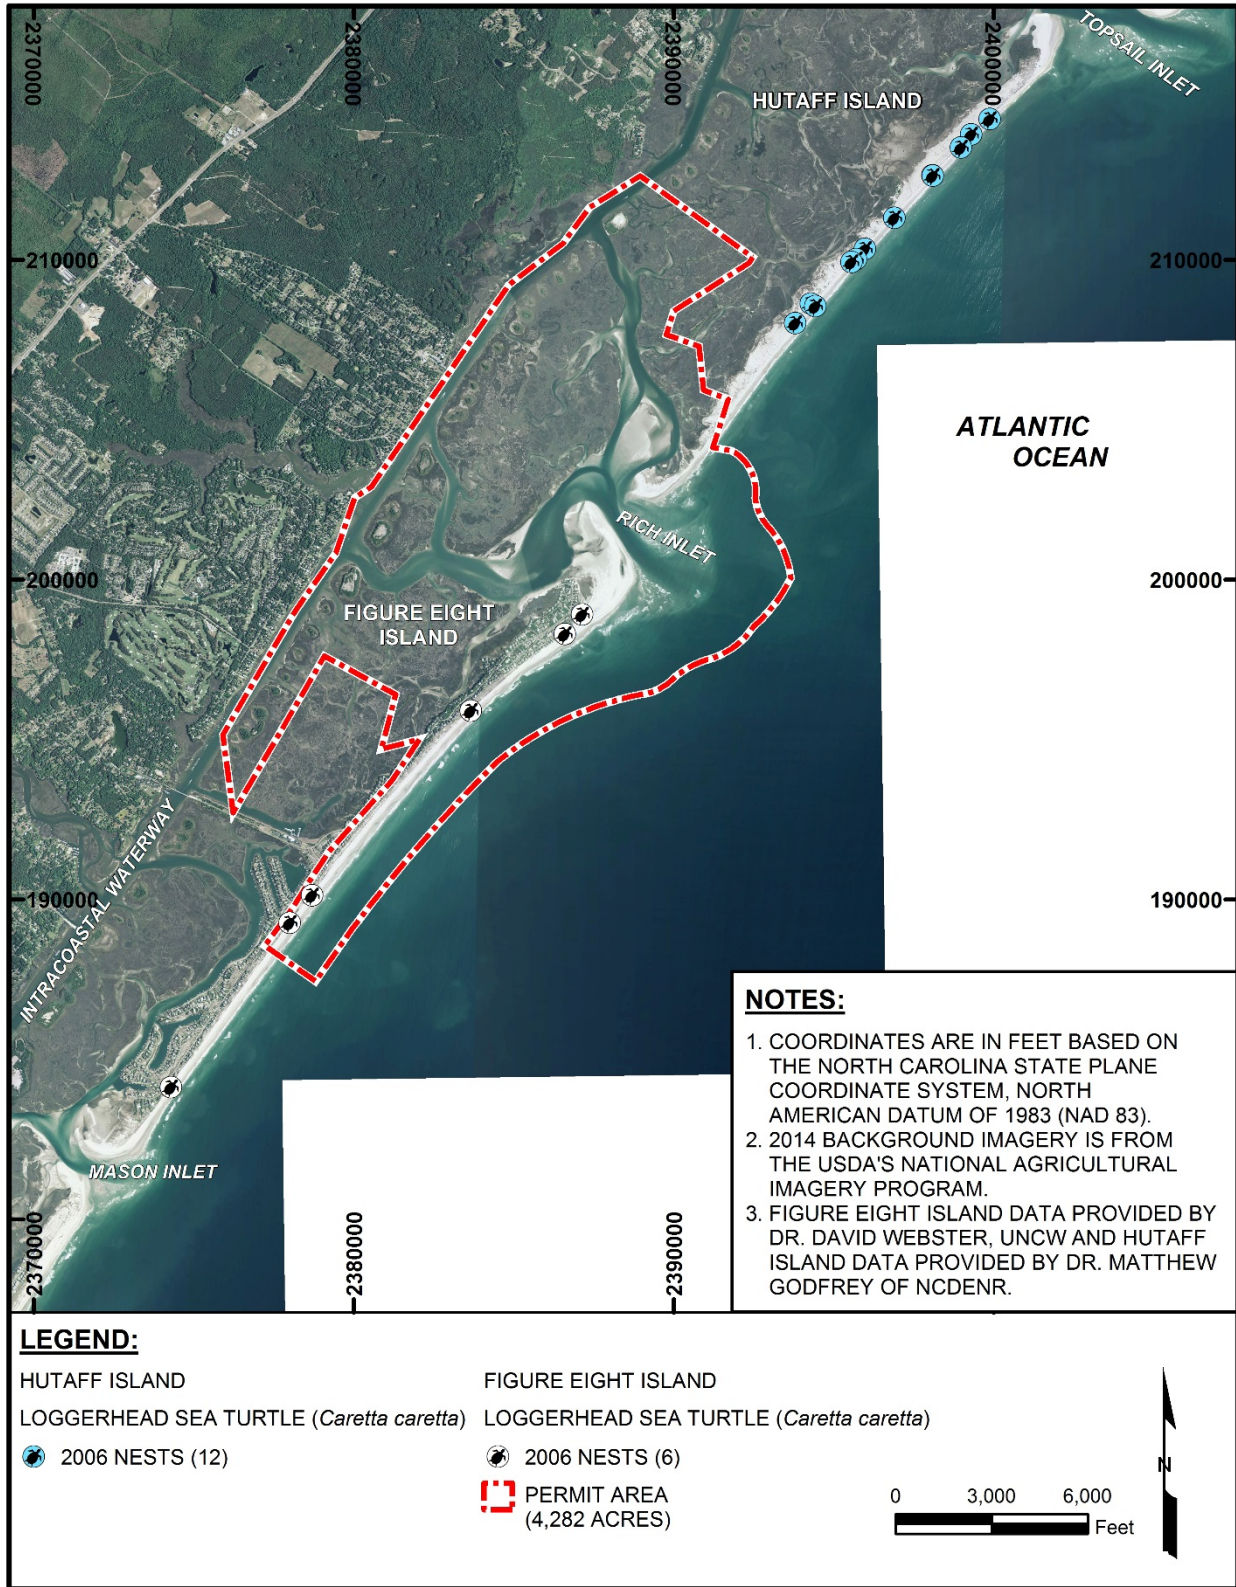 2370000
2380000
2390000
2400000
TOPSAIL INLET
HUTAFF ISLAND
210000
210000
ATLANTIC
OCEAN
RICH INLET
200000
200000
FIGURE EIGHT
ISLAND
190000
190000
INTRACOASTAL WATERWAY
MASON INLET
2370000
2380000
2390000
NOTES:
1. COORDINATES ARE IN FEET BASED ON
THE NORTH CAROLINA STATE PLANE
COORDINATE SYSTEM, NORTH
AMERICAN DATUM OF 1983 (NAD 83).
2. 2014 BACKGROUND IMAGERY IS FROM
THE USDA'S NATIONAL AGRICULTURAL
IMAGERY PROGRAM.
3. FIGURE EIGHT ISLAND DATA PROVIDED BY
DR. DAVID WEBSTER, UNCW AND HUTAFF
ISLAND DATA PROVIDED BY DR. MATTHEW
GODFREY OF NCDENR.
LEGEND:
HUTAFF ISLAND
LOGGERHEAD SEA TURTLE (Caretta caretta)
2006 NESTS (12)
FIGURE EIGHT ISLAND
LOGGERHEAD SEA TURTLE (Caretta caretta)
2006 NESTS (6)
PERMIT AREA
(4,282 ACRES)
0 3,000 6,000
Feet
N